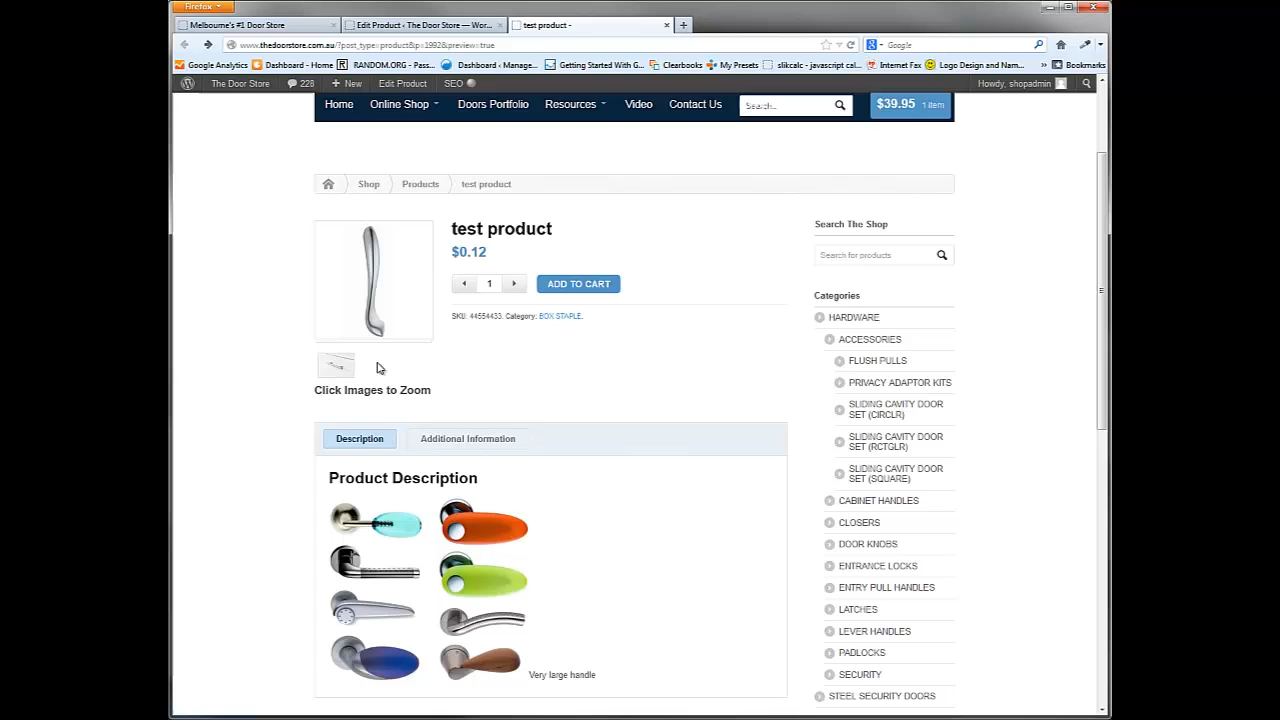 Firefox
Melbourne's #1 Door Store
Edit Product ‹ The Door Store — Wor...
test product -
www.thedoorstore.com.au/?post_type=product&p=1992&preview=true
Google
Google Analytics
Dashboard - Home
RANDOM.ORG - Pass...
Dashboard ‹ Manage...
Getting Started With G...
Clearbooks
My Presets
slikcalc - javascript cal...
Internet Fax
Logo Design and Nam...
»
Bookmarks
The Door Store
228
+ New
Edit Product
SEO
Howdy, shopadmin
Home
Online Shop
Doors Portfolio
Resources
Video
Contact Us
Search...
$39.95 1 item
Shop
Products
test product
test product
$0.12
1
ADD TO CART
SKU: 44554433. Category: BOX STAPLE.
Click Images to Zoom
Description
Additional Information
Product Description
Very large handle
Search The Shop
Search for products
Categories
HARDWARE
ACCESSORIES
FLUSH PULLS
PRIVACY ADAPTOR KITS
SLIDING CAVITY DOOR
SET (CIRCLR)
SLIDING CAVITY DOOR
SET (RCTGLR)
SLIDING CAVITY DOOR
SET (SQUARE)
CABINET HANDLES
CLOSERS
DOOR KNOBS
ENTRANCE LOCKS
ENTRY PULL HANDLES
LATCHES
LEVER HANDLES
PADLOCKS
SECURITY
STEEL SECURITY DOORS